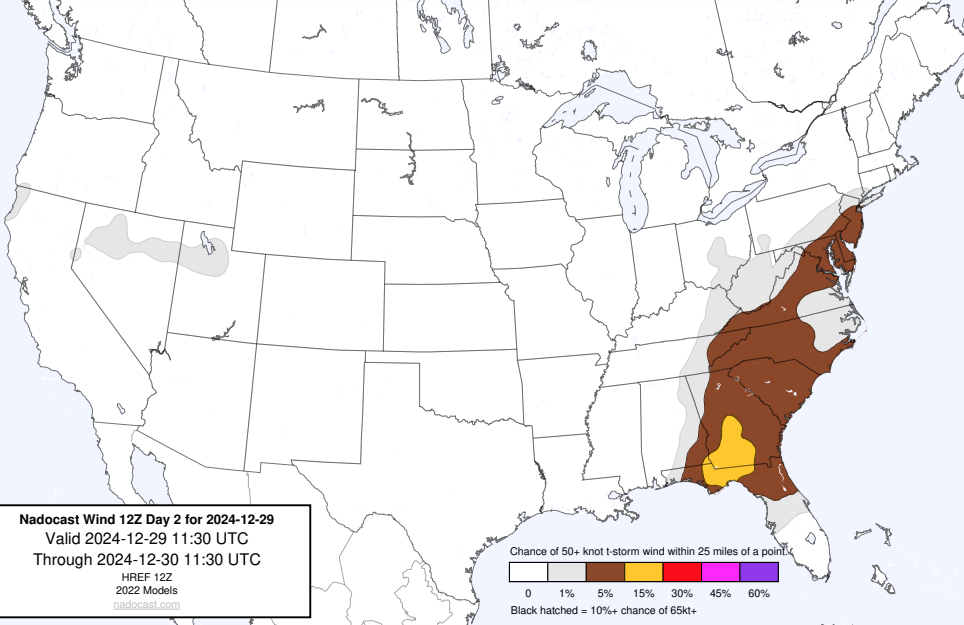 Nadocast Wind 12Z Day 2 for 2024-12-29
Valid 2024-12-29 11:30 UTC
Through 2024-12-30 11:30 UTC
HREF 12Z
2022 Models
nadocast.com
Chance of 50+ knot t-storm wind within 25 miles of a point.
0 1% 5% 15% 30% 45% 60%
Black hatched = 10%+ chance of 65kt+